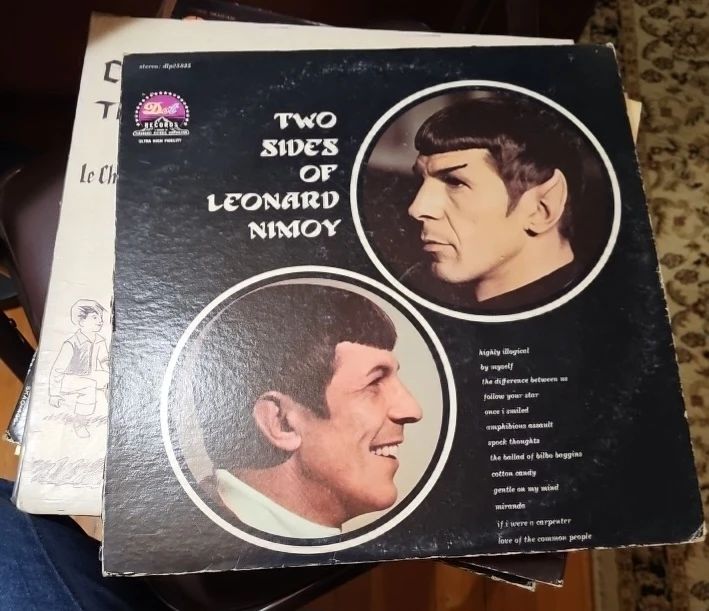 stereo: dlp25835
Dot
RECORDS
ULTRA HIGH FIDELITY
TWO
SIDES
OF
LEONARD
NIMOY
highly illogical
by myself
the difference between us
follow your star
once i smiled
amphibious assault
spock thoughts
the ballad of bilbo baggins
cotton candy
gentle on my mind
miranda
if i were a carpenter
love of the common people
le Ch